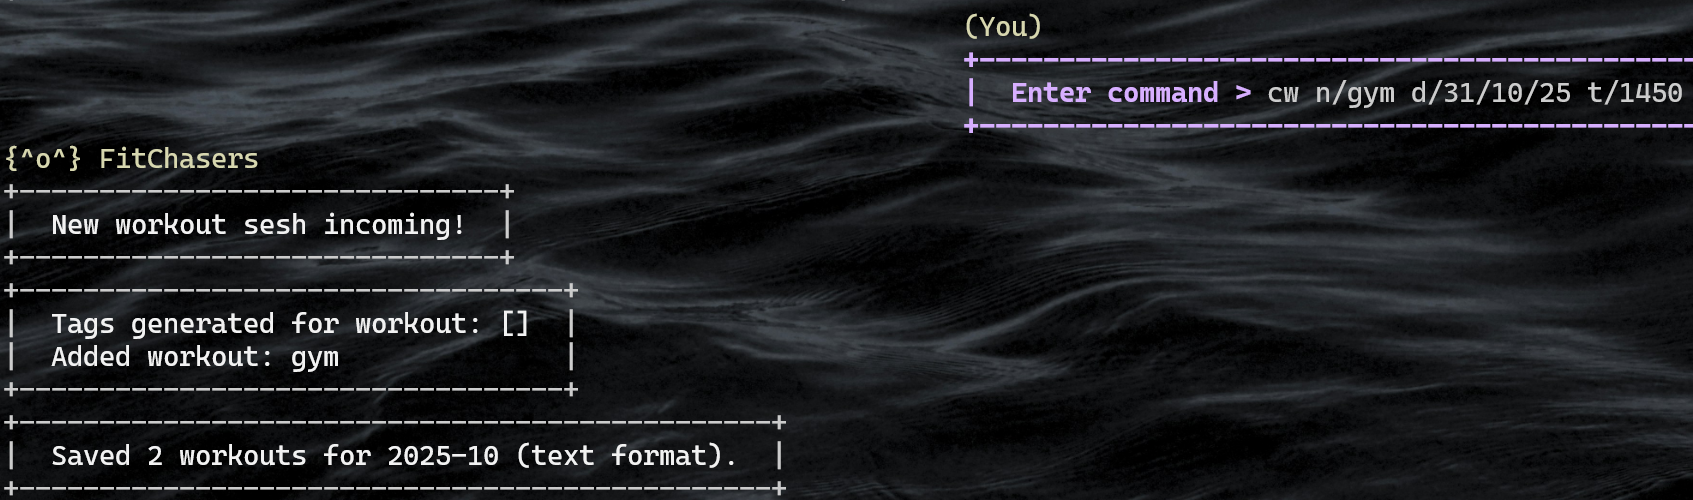 (You)
Enter command > cw n/gym d/31/10/25 t/1450
{^o^} FitChasers
New workout sesh incoming!
Tags generated for workout: []
Added workout: gym
Saved 2 workouts for 2025-10 (text format).